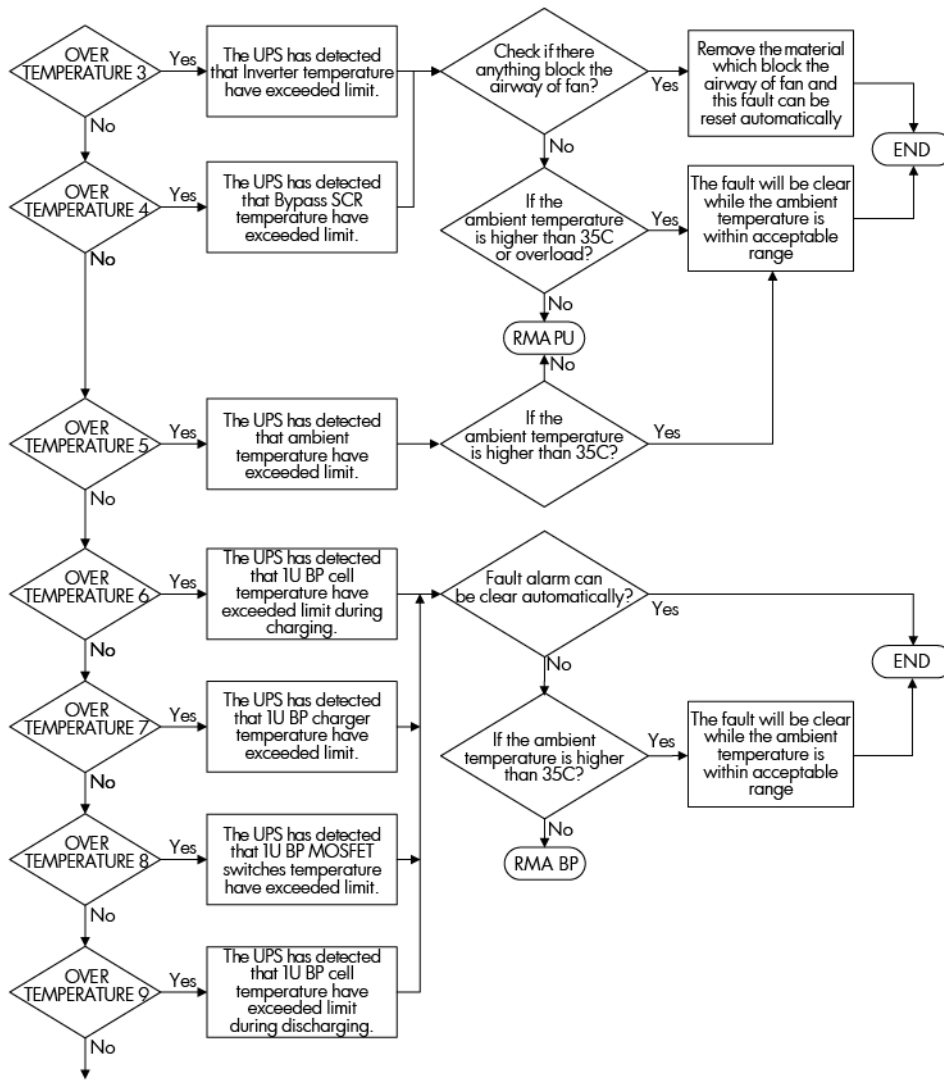 OVER
TEMPERATURE 3
Yes
The UPS has detected
that Inverter temperature
have exceeded limit.
Check if there
anything block the
airway of fan?
Yes
Remove the material
which block the
airway of fan and
this fault can be
reset automatically
END
No
No
OVER
TEMPERATURE 4
Yes
The UPS has detected
that Bypass SCR
temperature have
exceeded limit.
If the
ambient temperature
is higher than 35C
or overload?
Yes
The fault will be clear
while the ambient
temperature is
within acceptable
range
No
No
RMA PU
No
OVER
TEMPERATURE 5
Yes
The UPS has detected
that ambient
temperature have
exceeded limit.
If the
ambient temperature
is higher than 35C?
Yes
No
OVER
TEMPERATURE 6
Yes
The UPS has detected
that 1U BP cell
temperature have
exceeded limit during
charging.
Fault alarm can
be clear automatically?
Yes
END
No
No
OVER
TEMPERATURE 7
Yes
The UPS has detected
that 1U BP charger
temperature have
exceeded limit.
If the ambient
temperature is higher
than 35C?
Yes
The fault will be clear
while the ambient
temperature is
within acceptable
range
No
No
RMA BP
OVER
TEMPERATURE 8
Yes
The UPS has detected
that 1U BP MOSFET
switches temperature
have exceeded limit.
No
OVER
TEMPERATURE 9
Yes
The UPS has detected
that 1U BP cell
temperature have
exceeded limit
during discharging.
No